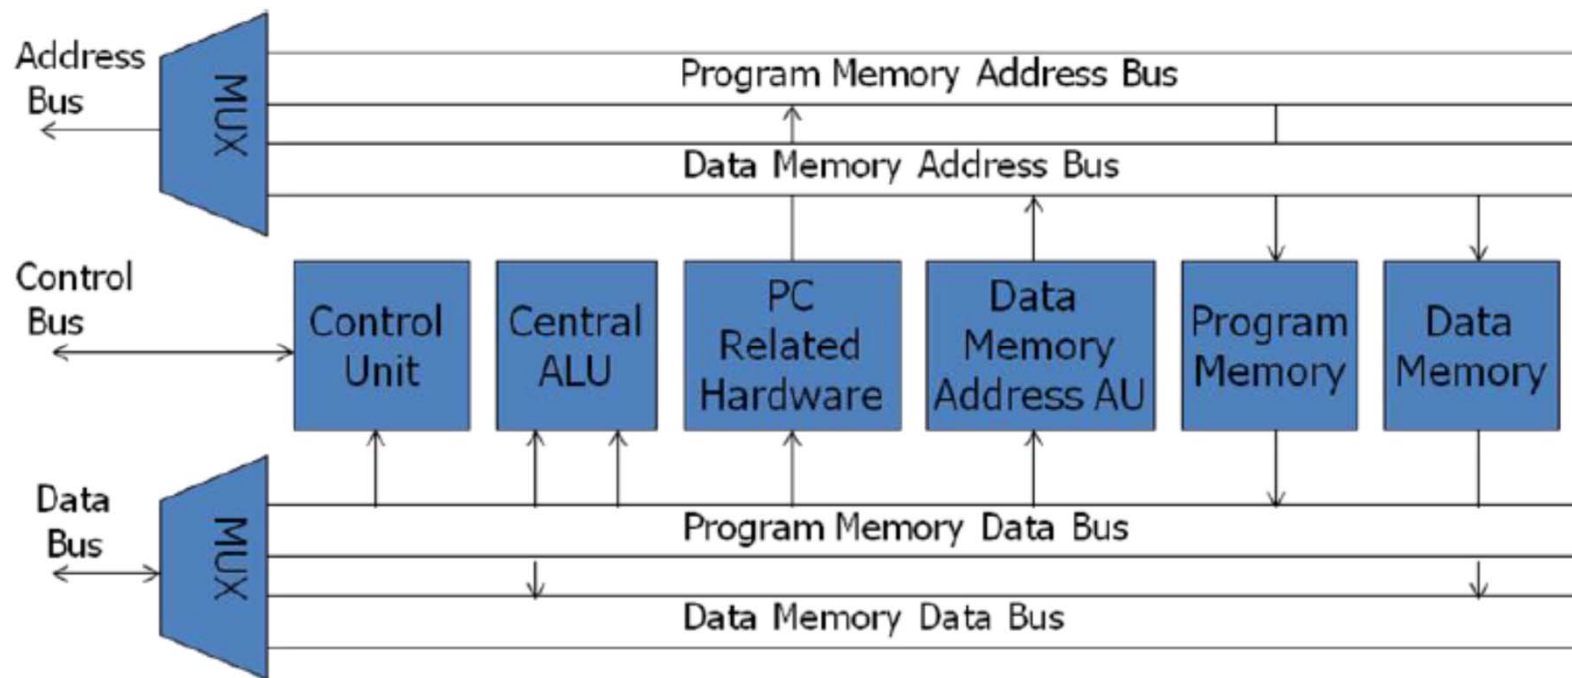 Address
Bus
MUX
Program Memory Address Bus
Data Memory Address Bus
Control
Bus
Control
Unit
Central
ALU
PC
Related
Hardware
Data
Memory
Address AU
Program
Memory
Data
Memory
Data
Bus
MUX
Program Memory Data Bus
Data Memory Data Bus